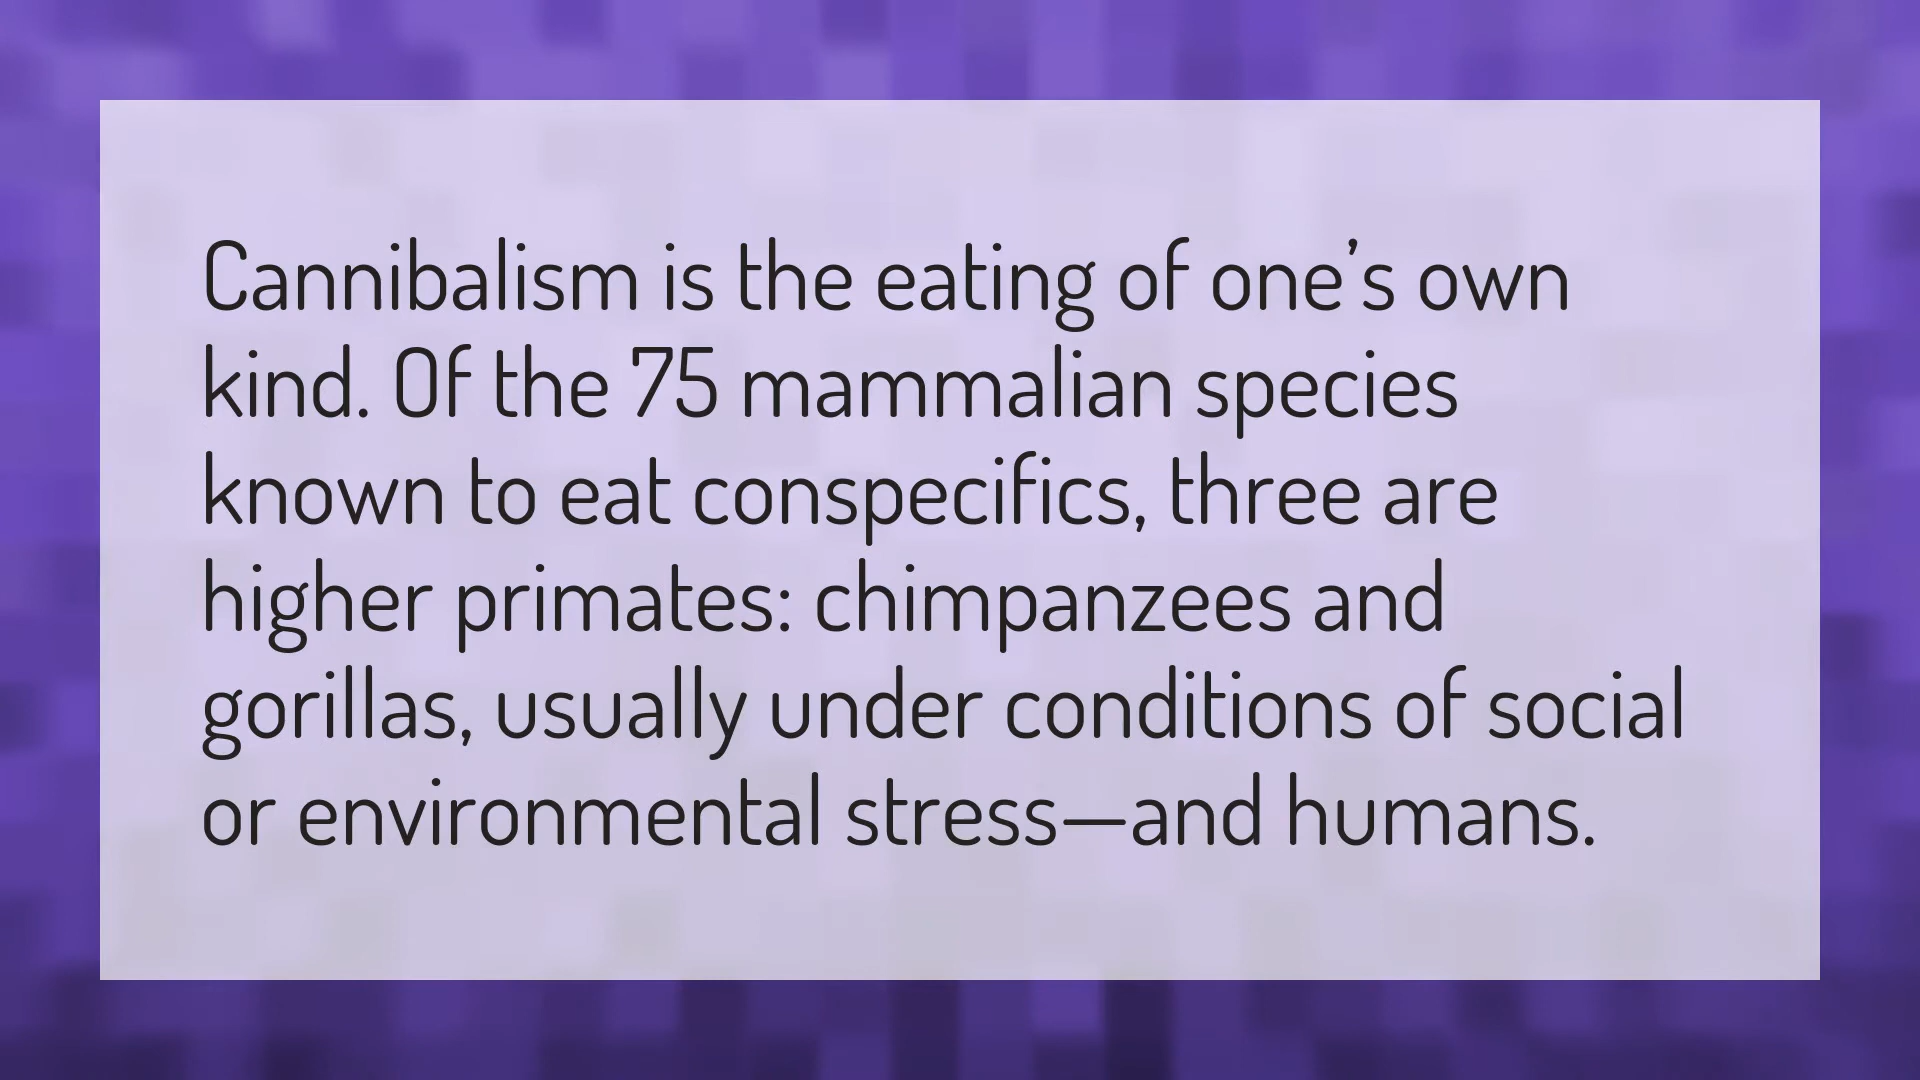 Cannibalism is the eating of one’s own
kind. Of the 75 mammalian species
known to eat conspecifics, three are
higher primates: chimpanzees and
gorillas, usually under conditions of social
or environmental stress—and humans.